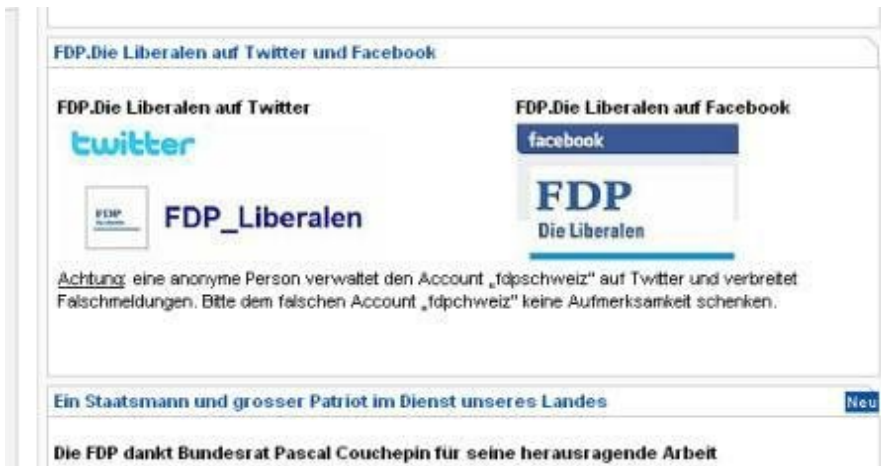 FDP.Die Liberalen auf Twitter und Facebook
FDP.Die Liberalen auf Twitter
FDP.Die Liberalen auf Facebook
twitter
facebook
FDP
FDP_Liberalen
FDP
Die Liberalen
Achtung: eine anonyme Person verwaltet den Account „fdpschweiz" auf Twitter und verbreitet
Falschmeldungen. Bitte dem falschen Account „fdpchweiz" keine Aufmerksamkeit schenken.
Ein Staatsmann und grosser Patriot im Dienst unseres Landes
Neu
Die FDP dankt Bundesrat Pascal Couchepin für seine herausragende Arbeit